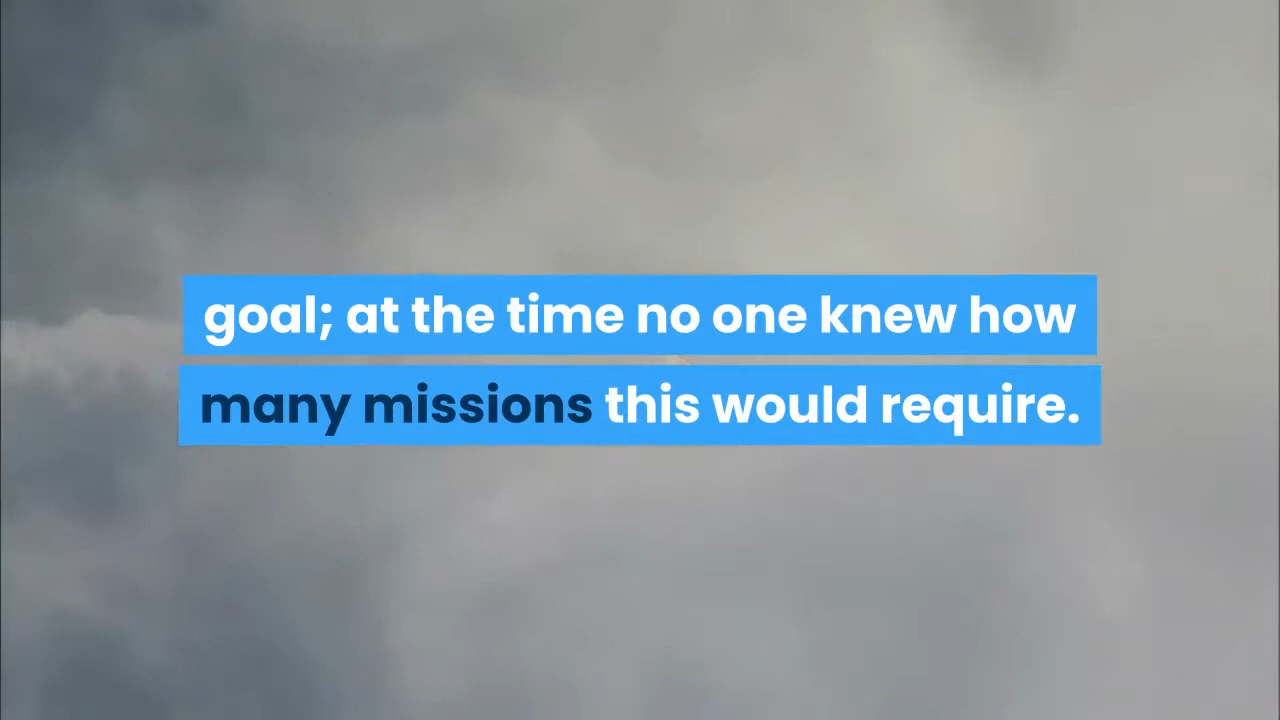 goal; at the time no one knew how
many missions this would require.